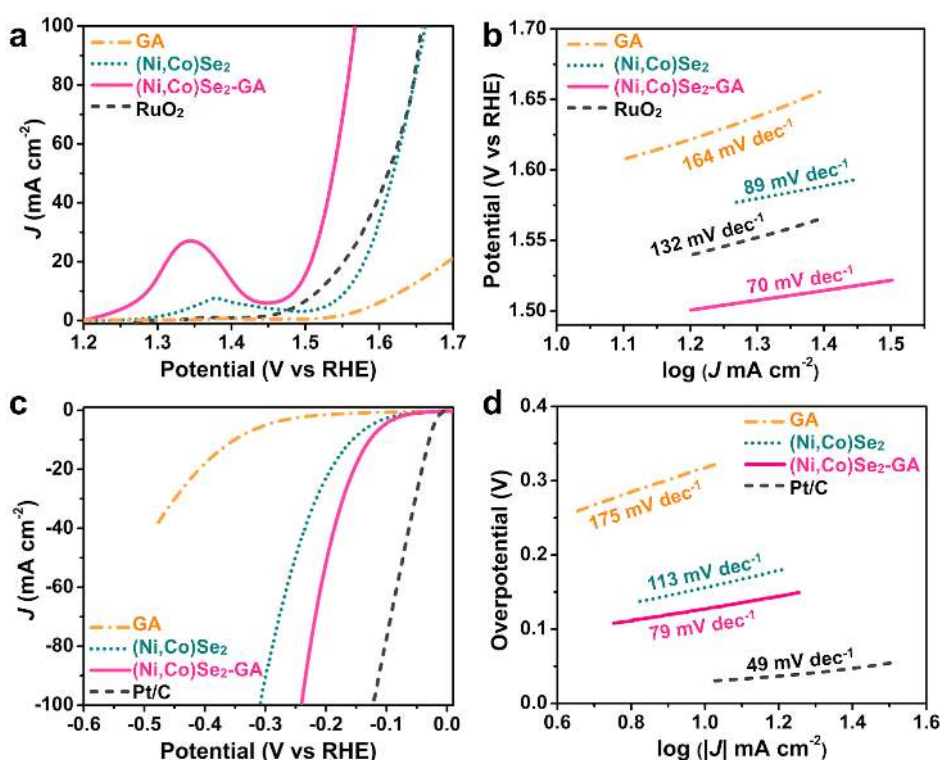 a
GA
(Ni,Co)Se₂
(Ni,Co)Se₂-GA
RuO₂
J (mA cm⁻²)
100
80
60
40
20
0
1.2 1.3 1.4 1.5 1.6 1.7
Potential (V vs RHE)
b
GA
(Ni,Co)Se₂
(Ni,Co)Se₂-GA
RuO₂
Potential (V vs RHE)
1.70
1.65
1.60
1.55
1.50
164 mV dec⁻¹
89 mV dec⁻¹
132 mV dec⁻¹
70 mV dec⁻¹
1.0 1.1 1.2 1.3 1.4 1.5
log (J mA cm⁻²)
c
J (mA cm⁻²)
0
-20
-40
-60
-80
-100
GA
(Ni,Co)Se₂
(Ni,Co)Se₂-GA
Pt/C
-0.6 -0.5 -0.4 -0.3 -0.2 -0.1 0.0
Potential (V vs RHE)
d
GA
(Ni,Co)Se₂
(Ni,Co)Se₂-GA
Pt/C
Overpotential (V)
0.4
0.3
0.2
0.1
0.0
175 mV dec⁻¹
113 mV dec⁻¹
79 mV dec⁻¹
49 mV dec⁻¹
0.6 0.8 1.0 1.2 1.4 1.6
log (|J| mA cm⁻²)